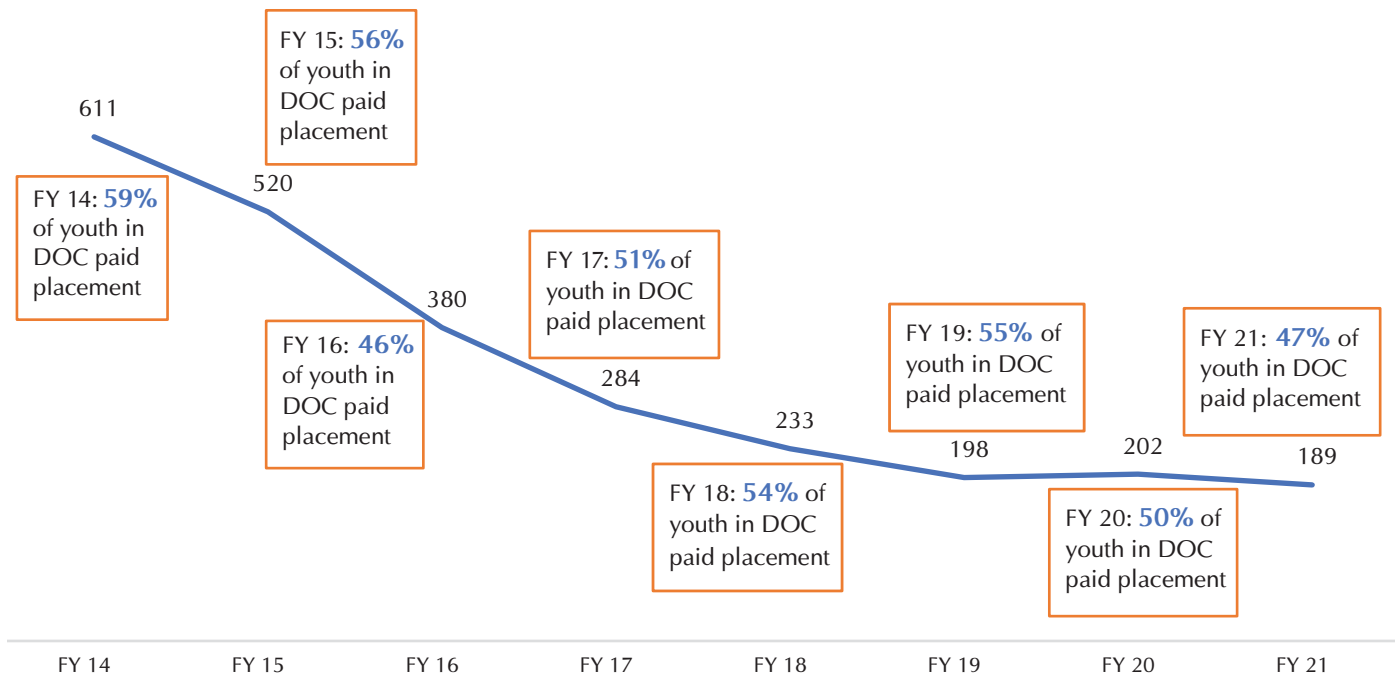 FY 15: 56%
of youth in
DOC paid
placement
611
520
FY 14: 59%
of youth in
DOC paid
placement
FY 17: 51% of
youth in DOC
paid placement
380
FY 16: 46%
of youth in
DOC paid
placement
284
FY 19: 55% of
youth in DOC
paid placement
FY 21: 47% of
youth in DOC
paid placement
233
198
202
189
FY 18: 54% of
youth in DOC
paid placement
FY 20: 50% of
youth in DOC
paid placement
FY 14 FY 15 FY 16 FY 17 FY 18 FY 19 FY 20 FY 21